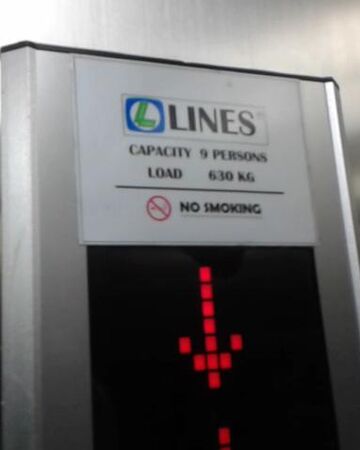 L LINES
CAPACITY 9 PERSONS
LOAD 630 KG
NO SMOKING